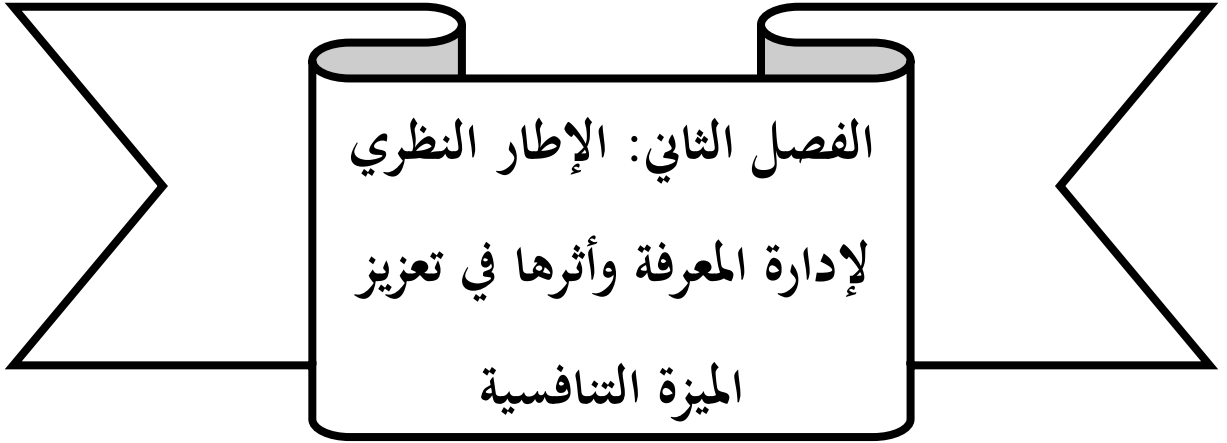 الفصل الثاني: الإطار النظري
لإدارة المعرفة وأثرها في تعزيز
الميزة التنافسية